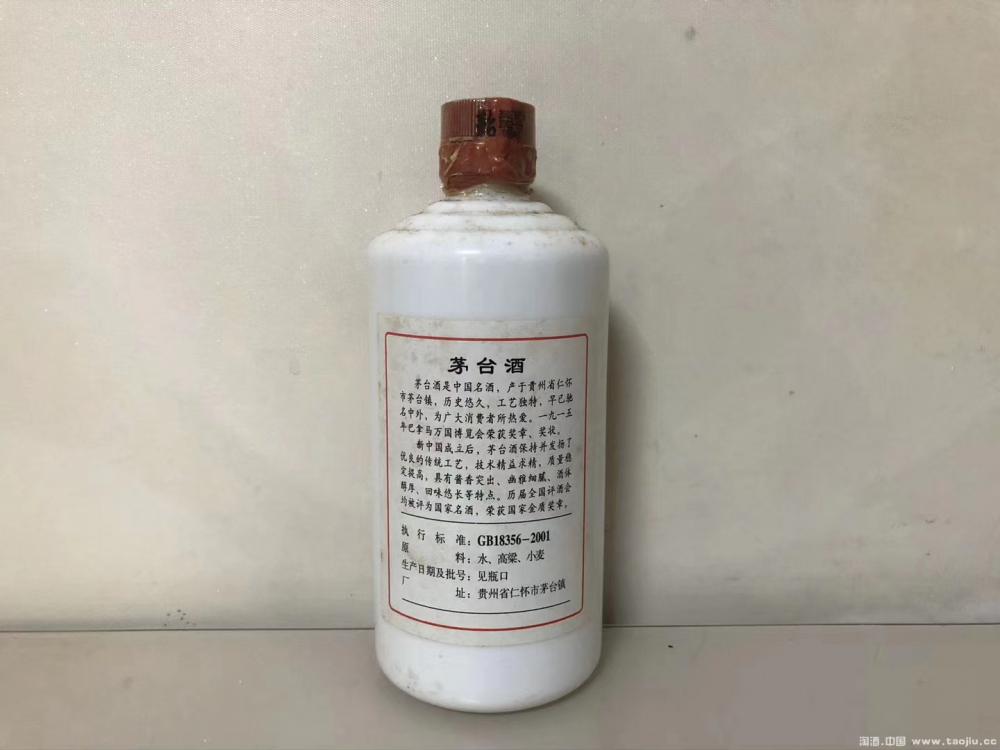 茅台酒
茅台酒是中国名酒，产于贵州省仁怀
市茅台镇，历史悠久，工艺独特，早已驰
名中外，为广大消费者所热爱。一九一五
年巴拿马万国博览会荣获奖章、奖状。
新中国成立后，茅台酒保持并发扬了
优良的传统工艺，技术精益求精，质量稳
定提高，具有酱香突出、幽雅细腻、酒体
醇厚、回味悠长等特点。历届全国评酒会
均被评为国家名酒，荣获国家金质奖章。
执行标准：GB18356-2001
原料：水、高粱、小麦
生产日期及批号：见瓶口
厂址：贵州省仁怀市茅台镇
淘酒.中国 www.taojiu.cc